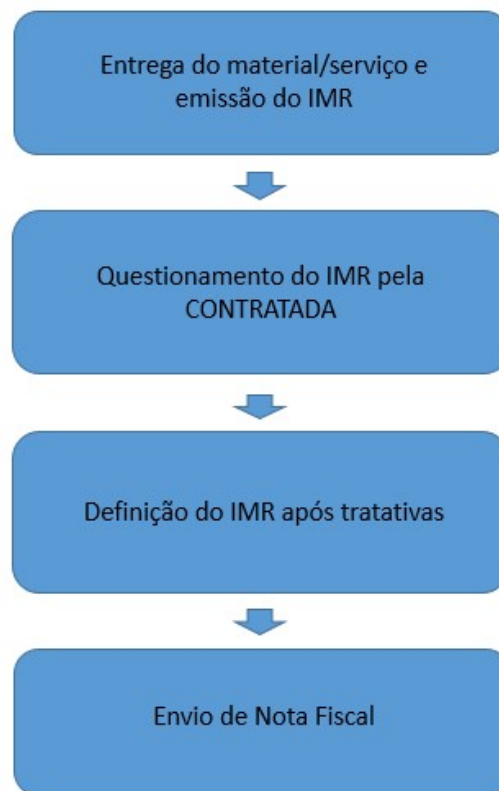 Entrega do material/serviço e
emissão do IMR
Questionamento do IMR pela
CONTRATADA
Definição do IMR após tratativas
Envio de Nota Fiscal